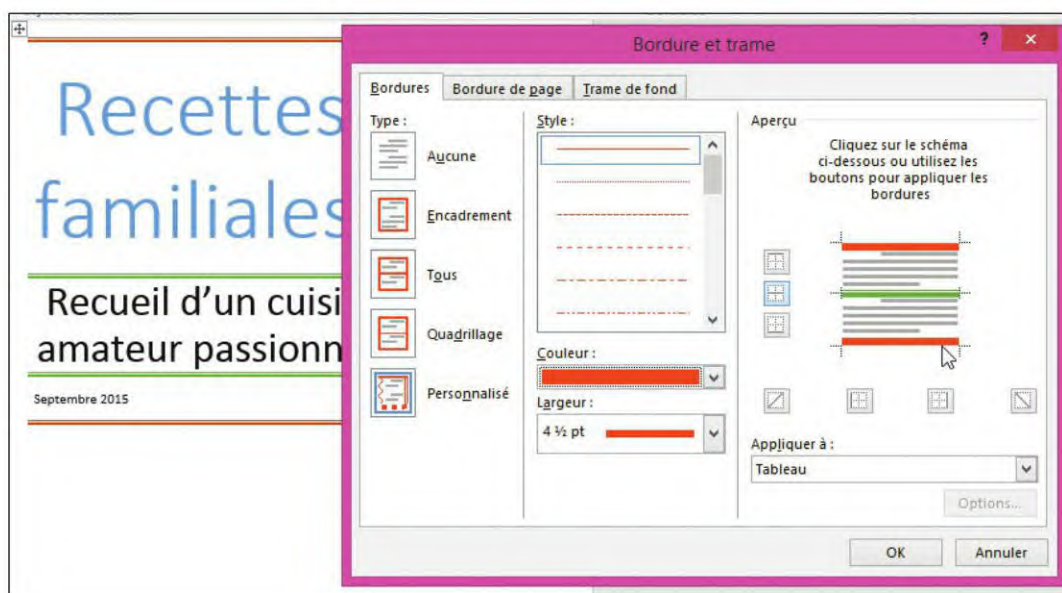 Recettes
familiales
Recueil d'un cuisi
amateur passionn
Septembre 2015
Bordure et trame
?
Bordures
Bordure de page
Trame de fond
Type :
Aucune
Encadrement
Tous
Quadrillage
Personnalisé
Style :
Couleur :
Largeur :
4 ½ pt
Aperçu
Cliquez sur le schéma
ci-dessous ou utilisez les
boutons pour appliquer les
bordures
Appliquer à :
Tableau
Options...
OK
Annuler